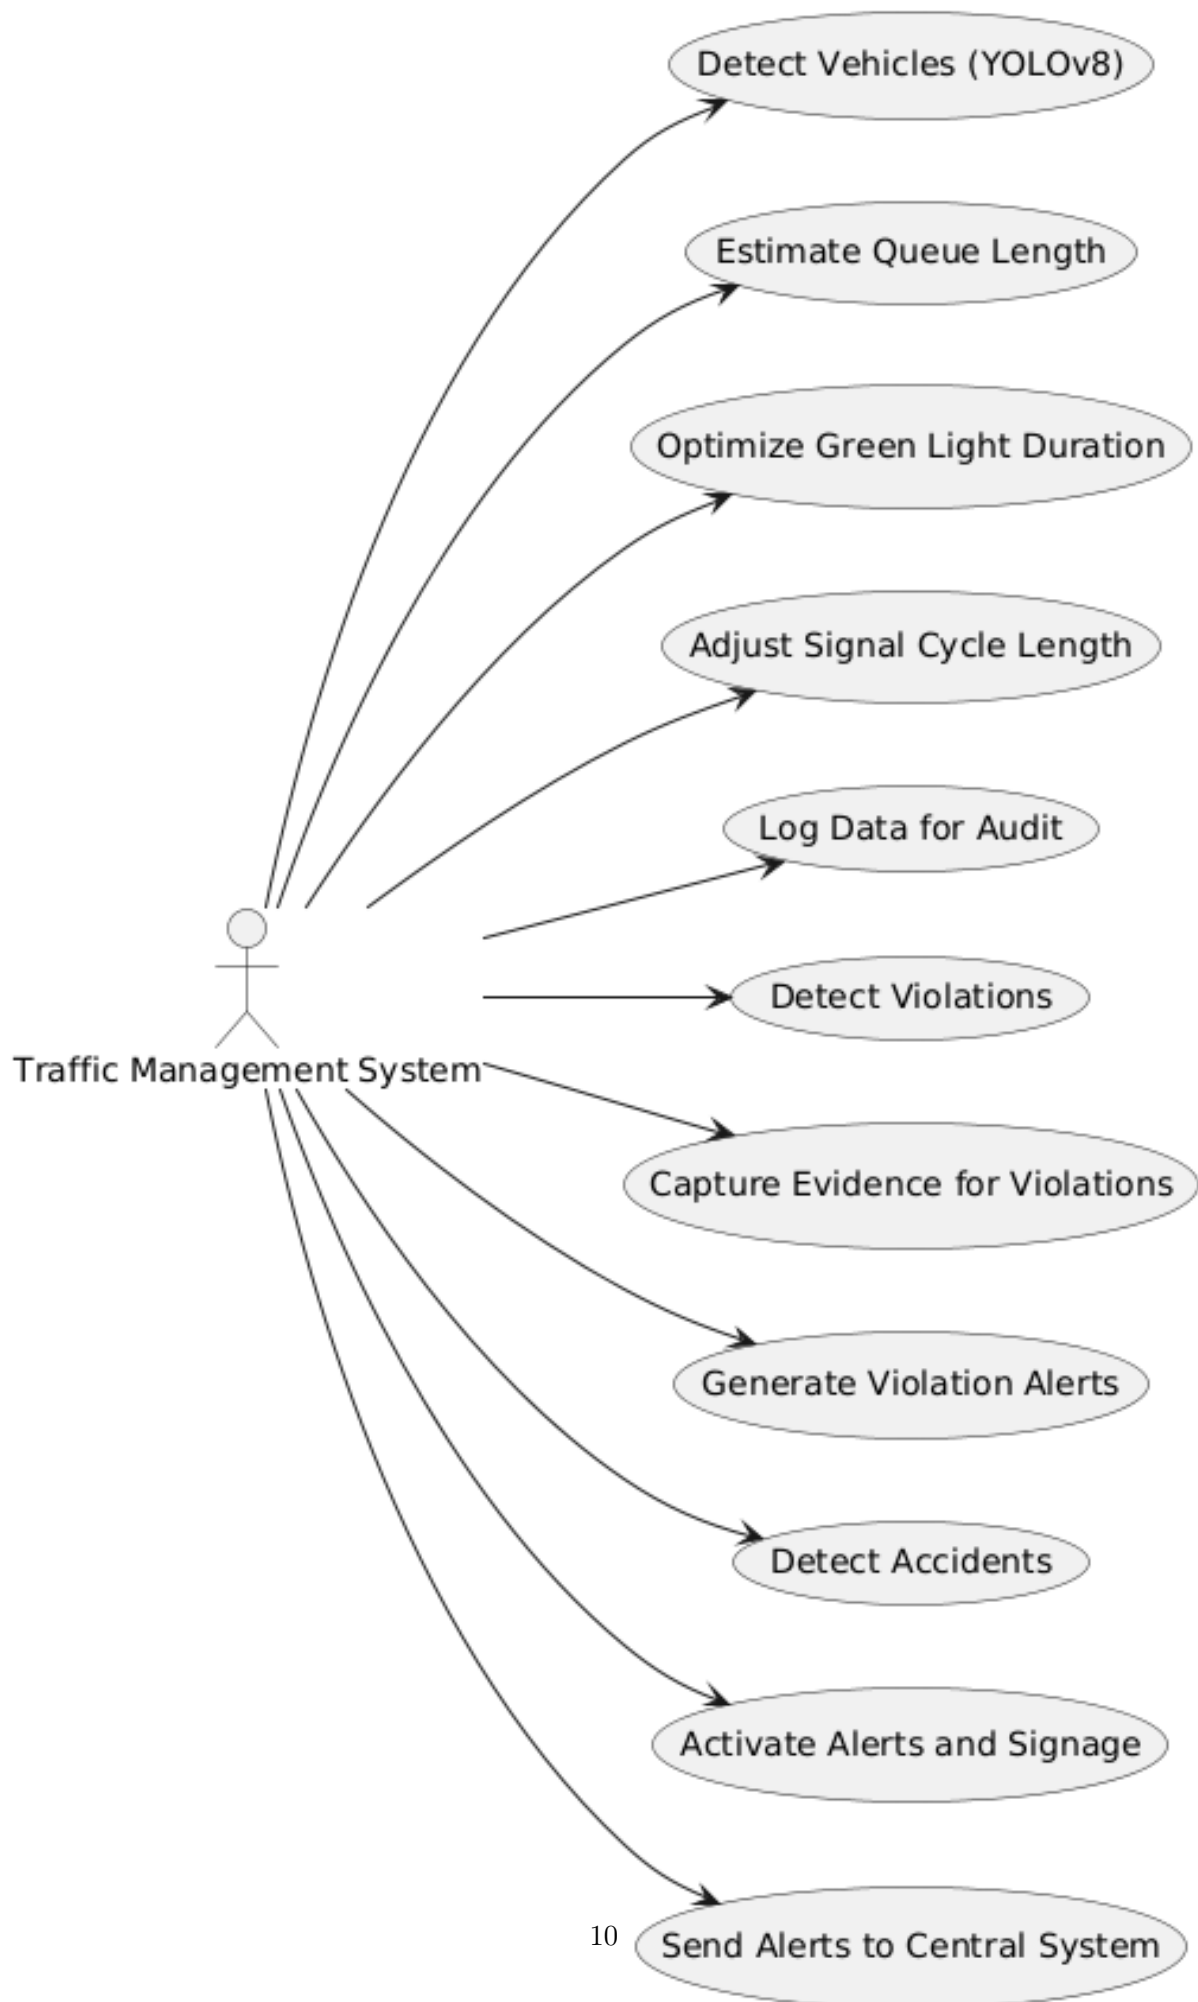 Detect Vehicles (YOLOv8)
Estimate Queue Length
Optimize Green Light Duration
Adjust Signal Cycle Length
Log Data for Audit
Detect Violations
Traffic Management System
Capture Evidence for Violations
Generate Violation Alerts
Detect Accidents
Activate Alerts and Signage
10
Send Alerts to Central System